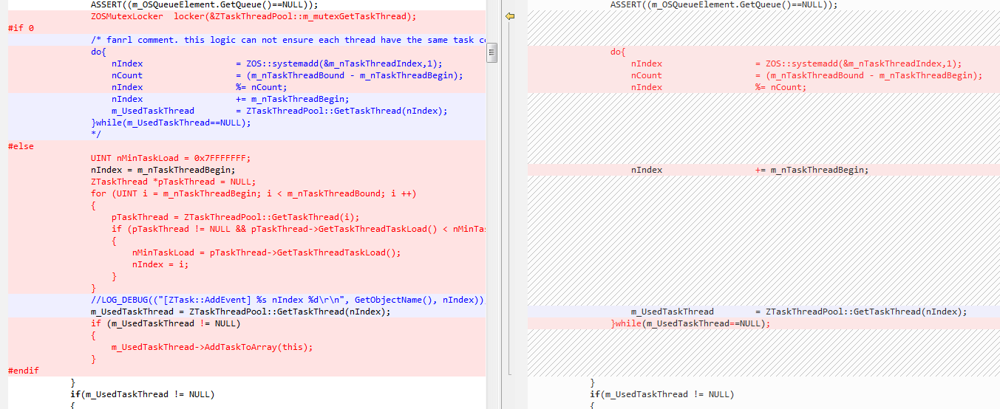 ASSERT((m_OSQueueElement.GetQueue()==NULL));
ZOSMutexLocker  locker(&ZTaskThreadPool::m_mutexGetTaskThread);
#if 0
/* fanrl comment. this logic can not ensure each thread have the same task
do{
nIndex = ZOS::systemadd(&m_nTaskThreadIndex,1);
nCount = (m_nTaskThreadBound - m_nTaskThreadBegin);
nIndex %= nCount;
nIndex += m_nTaskThreadBegin;
m_UsedTaskThread = ZTaskThreadPool::GetTaskThread(nIndex);
}while(m_UsedTaskThread==NULL);
*/
#else
UINT nMinTaskLoad = 0x7FFFFFFF;
nIndex = m_nTaskThreadBegin;
ZTaskThread *pTaskThread = NULL;
for (UINT i = m_nTaskThreadBegin; i < m_nTaskThreadBound; i ++)
{
pTaskThread = ZTaskThreadPool::GetTaskThread(i);
if (pTaskThread != NULL && pTaskThread->GetTaskThreadTaskLoad() < nMinTas
{
nMinTaskLoad = pTaskThread->GetTaskThreadTaskLoad();
nIndex = i;
}
}
//LOG_DEBUG(("[ZTask::AddEvent] %s nIndex %d\r\n", GetObjectName(), nIndex))
m_UsedTaskThread = ZTaskThreadPool::GetTaskThread(nIndex);
if (m_UsedTaskThread != NULL)
{
m_UsedTaskThread->AddTaskToArray(this);
}
#endif
}
if(m_UsedTaskThread != NULL)
{
ASSERT((m_OSQueueElement.GetQueue()==NULL));
do{
nIndex = ZOS::systemadd(&m_nTaskThreadIndex,1);
nCount = (m_nTaskThreadBound - m_nTaskThreadBegin);
nIndex %= nCount;
nIndex += m_nTaskThreadBegin;
m_UsedTaskThread = ZTaskThreadPool::GetTaskThread(nIndex);
}while(m_UsedTaskThread==NULL);
}
if(m_UsedTaskThread != NULL)
{